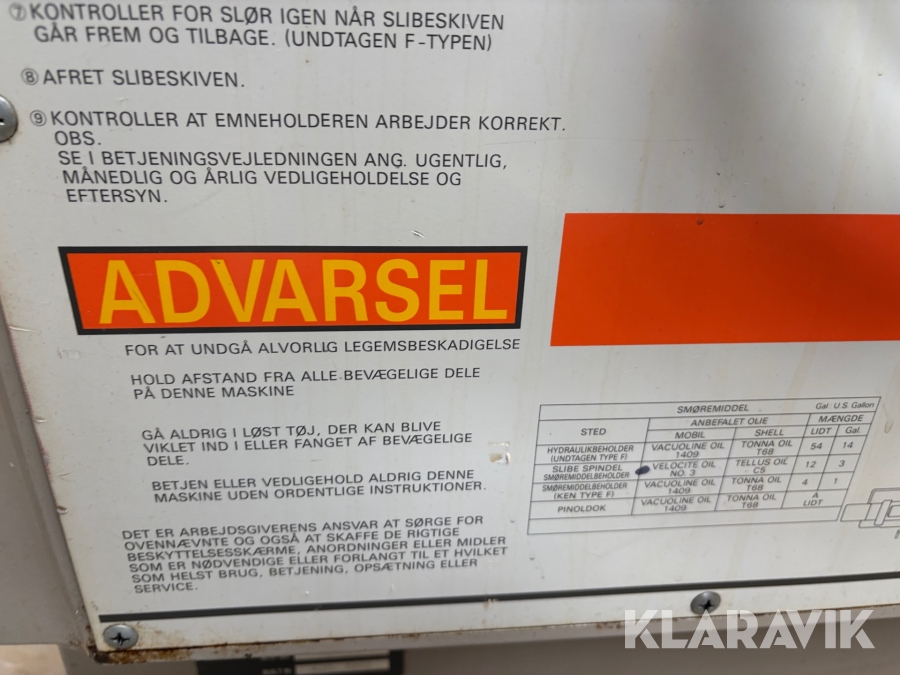 ⑦ KONTROLLER FOR SLØR IGEN NÅR SLIBESKIVEN
GÅR FREM OG TILBAGE. (UNDTAGEN F-TYPEN)
⑧ AFRET SLIBESKIVEN.
⑨ KONTROLLER AT EMNEHOLDEREN ARBEJDER KORREKT.
OBS.
SE I BETJENINGSVEJLEDNINGEN ANG. UGENTLIG,
MÅNEDLIG OG ÅRLIG VEDLIGEHOLDELSE OG
EFTERSYN.
ADVARSEL
FOR AT UNDGÅ ALVORLIG LEGEMSBESKADIGELSE
HOLD AFSTAND FRA ALLE BEVÆGELIGE DELE
PÅ DENNE MASKINE
GÅ ALDRIG I LØST TØJ, DER KAN BLIVE
VIKLET IND I ELLER FANGET AF BEVÆGELIGE
DELE.
BETJEN ELLER VEDLIGEHOLD ALDRIG DENNE
MASKINE UDEN ORDENTLIGE INSTRUKTIONER.
DET ER ARBEJDSGIVERENS ANSVAR AT SØRGE FOR
OVENNÆVNTE OG OGSÅ AT SKAFFE DE RIGTIGE
BESKYTTELSESSKÆRME, ANORDNINGER ELLER MIDLER
SOM ER NØDVENDIGE ELLER FORLANGT TIL ET HVILKET
SOM HELST BRUG, BETJENING, OPSÆTNING ELLER
SERVICE.
Gal : U.S. Gallon
SMØREMIDDEL
STED ANBEFALET OLIE MÆNGDE
MOBIL SHELL LIDT Gal.
HYDRAULIKBEHOLDER (UNDTAGEN TYPE F) VACUOLINE OIL 1409 TONNA OIL T68 54 14
SLIBE SPINDEL SMØREMIDDELBEHOLDER VELOCITE OIL NO. 3 TELLUS OIL C5 12 3
SMØREMIDDELBEHOLDER (KEN TYPE F) VACUOLINE OIL 1409 TONNA OIL T68 4 1
PINOLDOK VACUOLINE OIL 1409 TONNA OIL T68 A LIDT
KLARAVIK